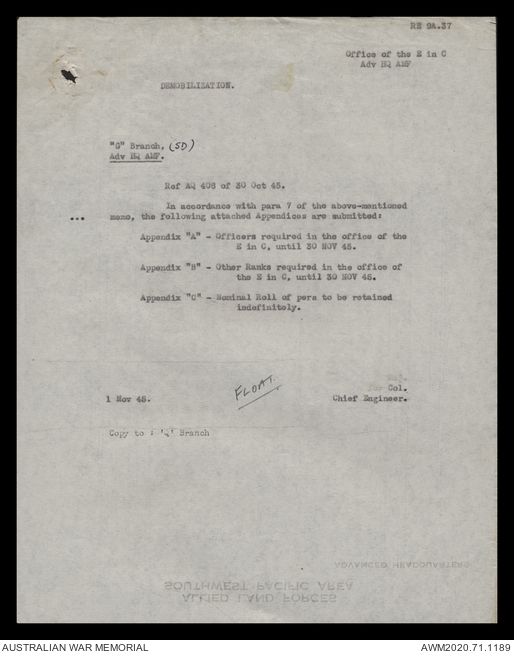 RE 9A.37
Office of the E in C
Adv HQ AMF
DEMOBILIZATION.
"G" Branch, (SD)
Adv HQ AMF.
Ref AQ 408 of 30 Oct 45.
In accordance with para 7 of the above-mentioned
... memo, the following attached Appendices are submitted:
Appendix "A" - Officers required in the office of the
E in C, until 30 NOV 45.
Appendix "B" - Other Ranks required in the office of
the E in C, until 30 NOV 45.
Appendix "C" - Nominal Roll of pers to be retained
indefinitely.
FLOAT.
Col.
1 Nov 45.
Chief Engineer.
Copy to : 'Q' Branch
ADVANCED HEADQUARTERS
SOUTHWEST PACIFIC AREA
ALLIED LAND FORCES
AUSTRALIAN WAR MEMORIAL
AWM2020.71.1189